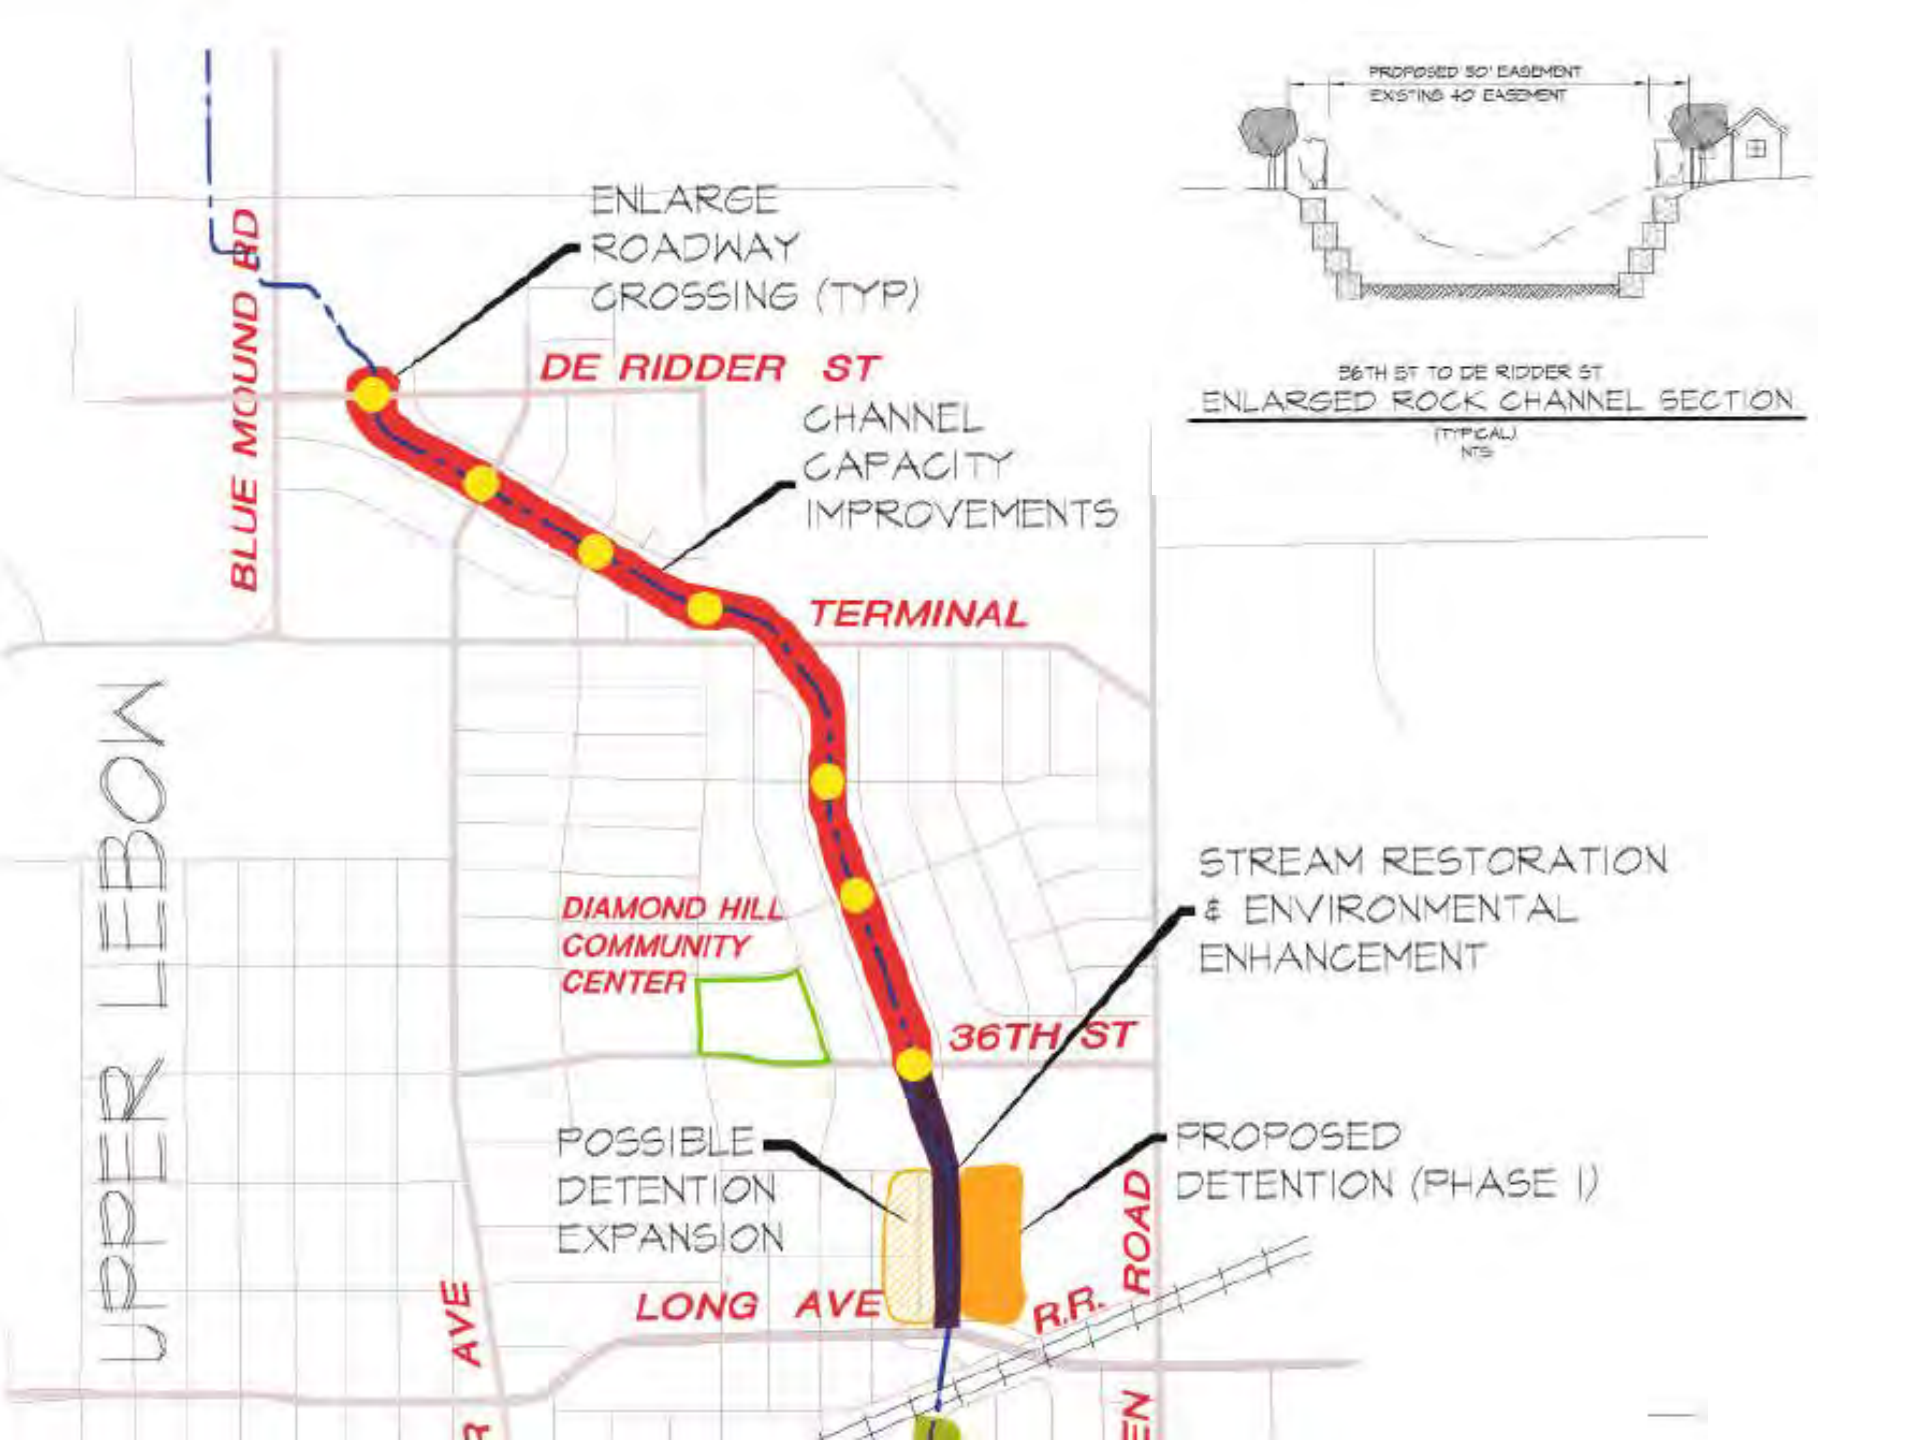 PROPOSED 50' EASEMENT
EXISTING 40' EASEMENT
ENLARGE
ROADWAY
CROSSING (TYP)
BLUE MOUND RD
DE RIDDER ST
36TH ST TO DE RIDDER ST
ENLARGED ROCK CHANNEL SECTION
(TYPICAL)
NTS
CHANNEL
CAPACITY
IMPROVEMENTS
TERMINAL
UPPER LEBOW
STREAM RESTORATION
& ENVIRONMENTAL
ENHANCEMENT
DIAMOND HILL
COMMUNITY
CENTER
36TH ST
POSSIBLE
DETENTION
EXPANSION
PROPOSED
DETENTION (PHASE I)
LONG AVE
R.R.
ROAD
AVE
R
EN